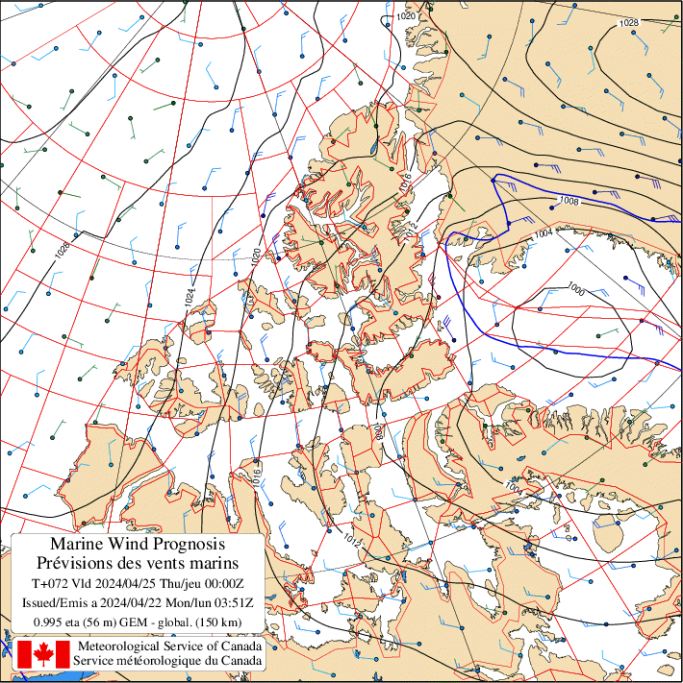 1020
1028
1016
1012
1008
1004
1028
1020
1024
1000
1008
1016
1004
1012
Marine Wind Prognosis
Prévisions des vents marins
T+072 Vld 2024/04/25 Thu/jeu 00:00Z
Issued/Emis a 2024/04/22 Mon/lun 03:51Z
0.995 eta (56 m) GEM - global. (150 km)
Meteorological Service of Canada
Service météorologique du Canada